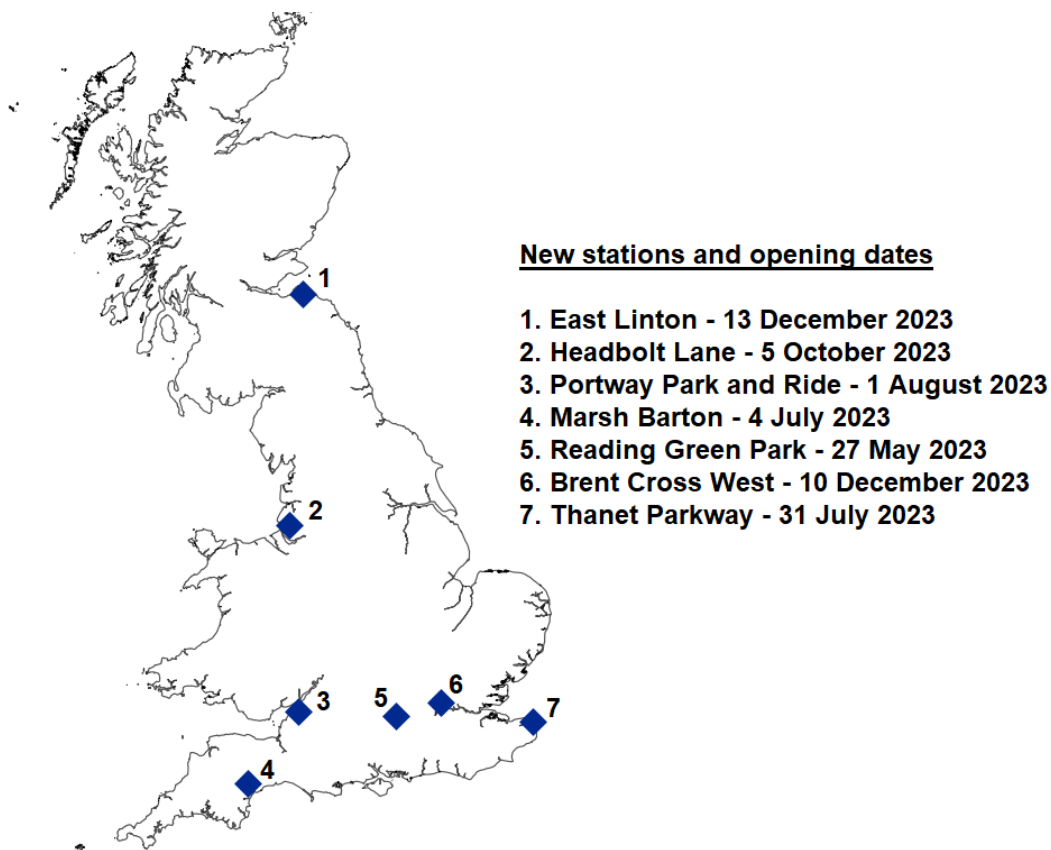 New stations and opening dates
1. East Linton - 13 December 2023
2. Headbolt Lane - 5 October 2023
3. Portway Park and Ride - 1 August 2023
4. Marsh Barton - 4 July 2023
5. Reading Green Park - 27 May 2023
6. Brent Cross West - 10 December 2023
7. Thanet Parkway - 31 July 2023
1
2
3
4
5
6
7